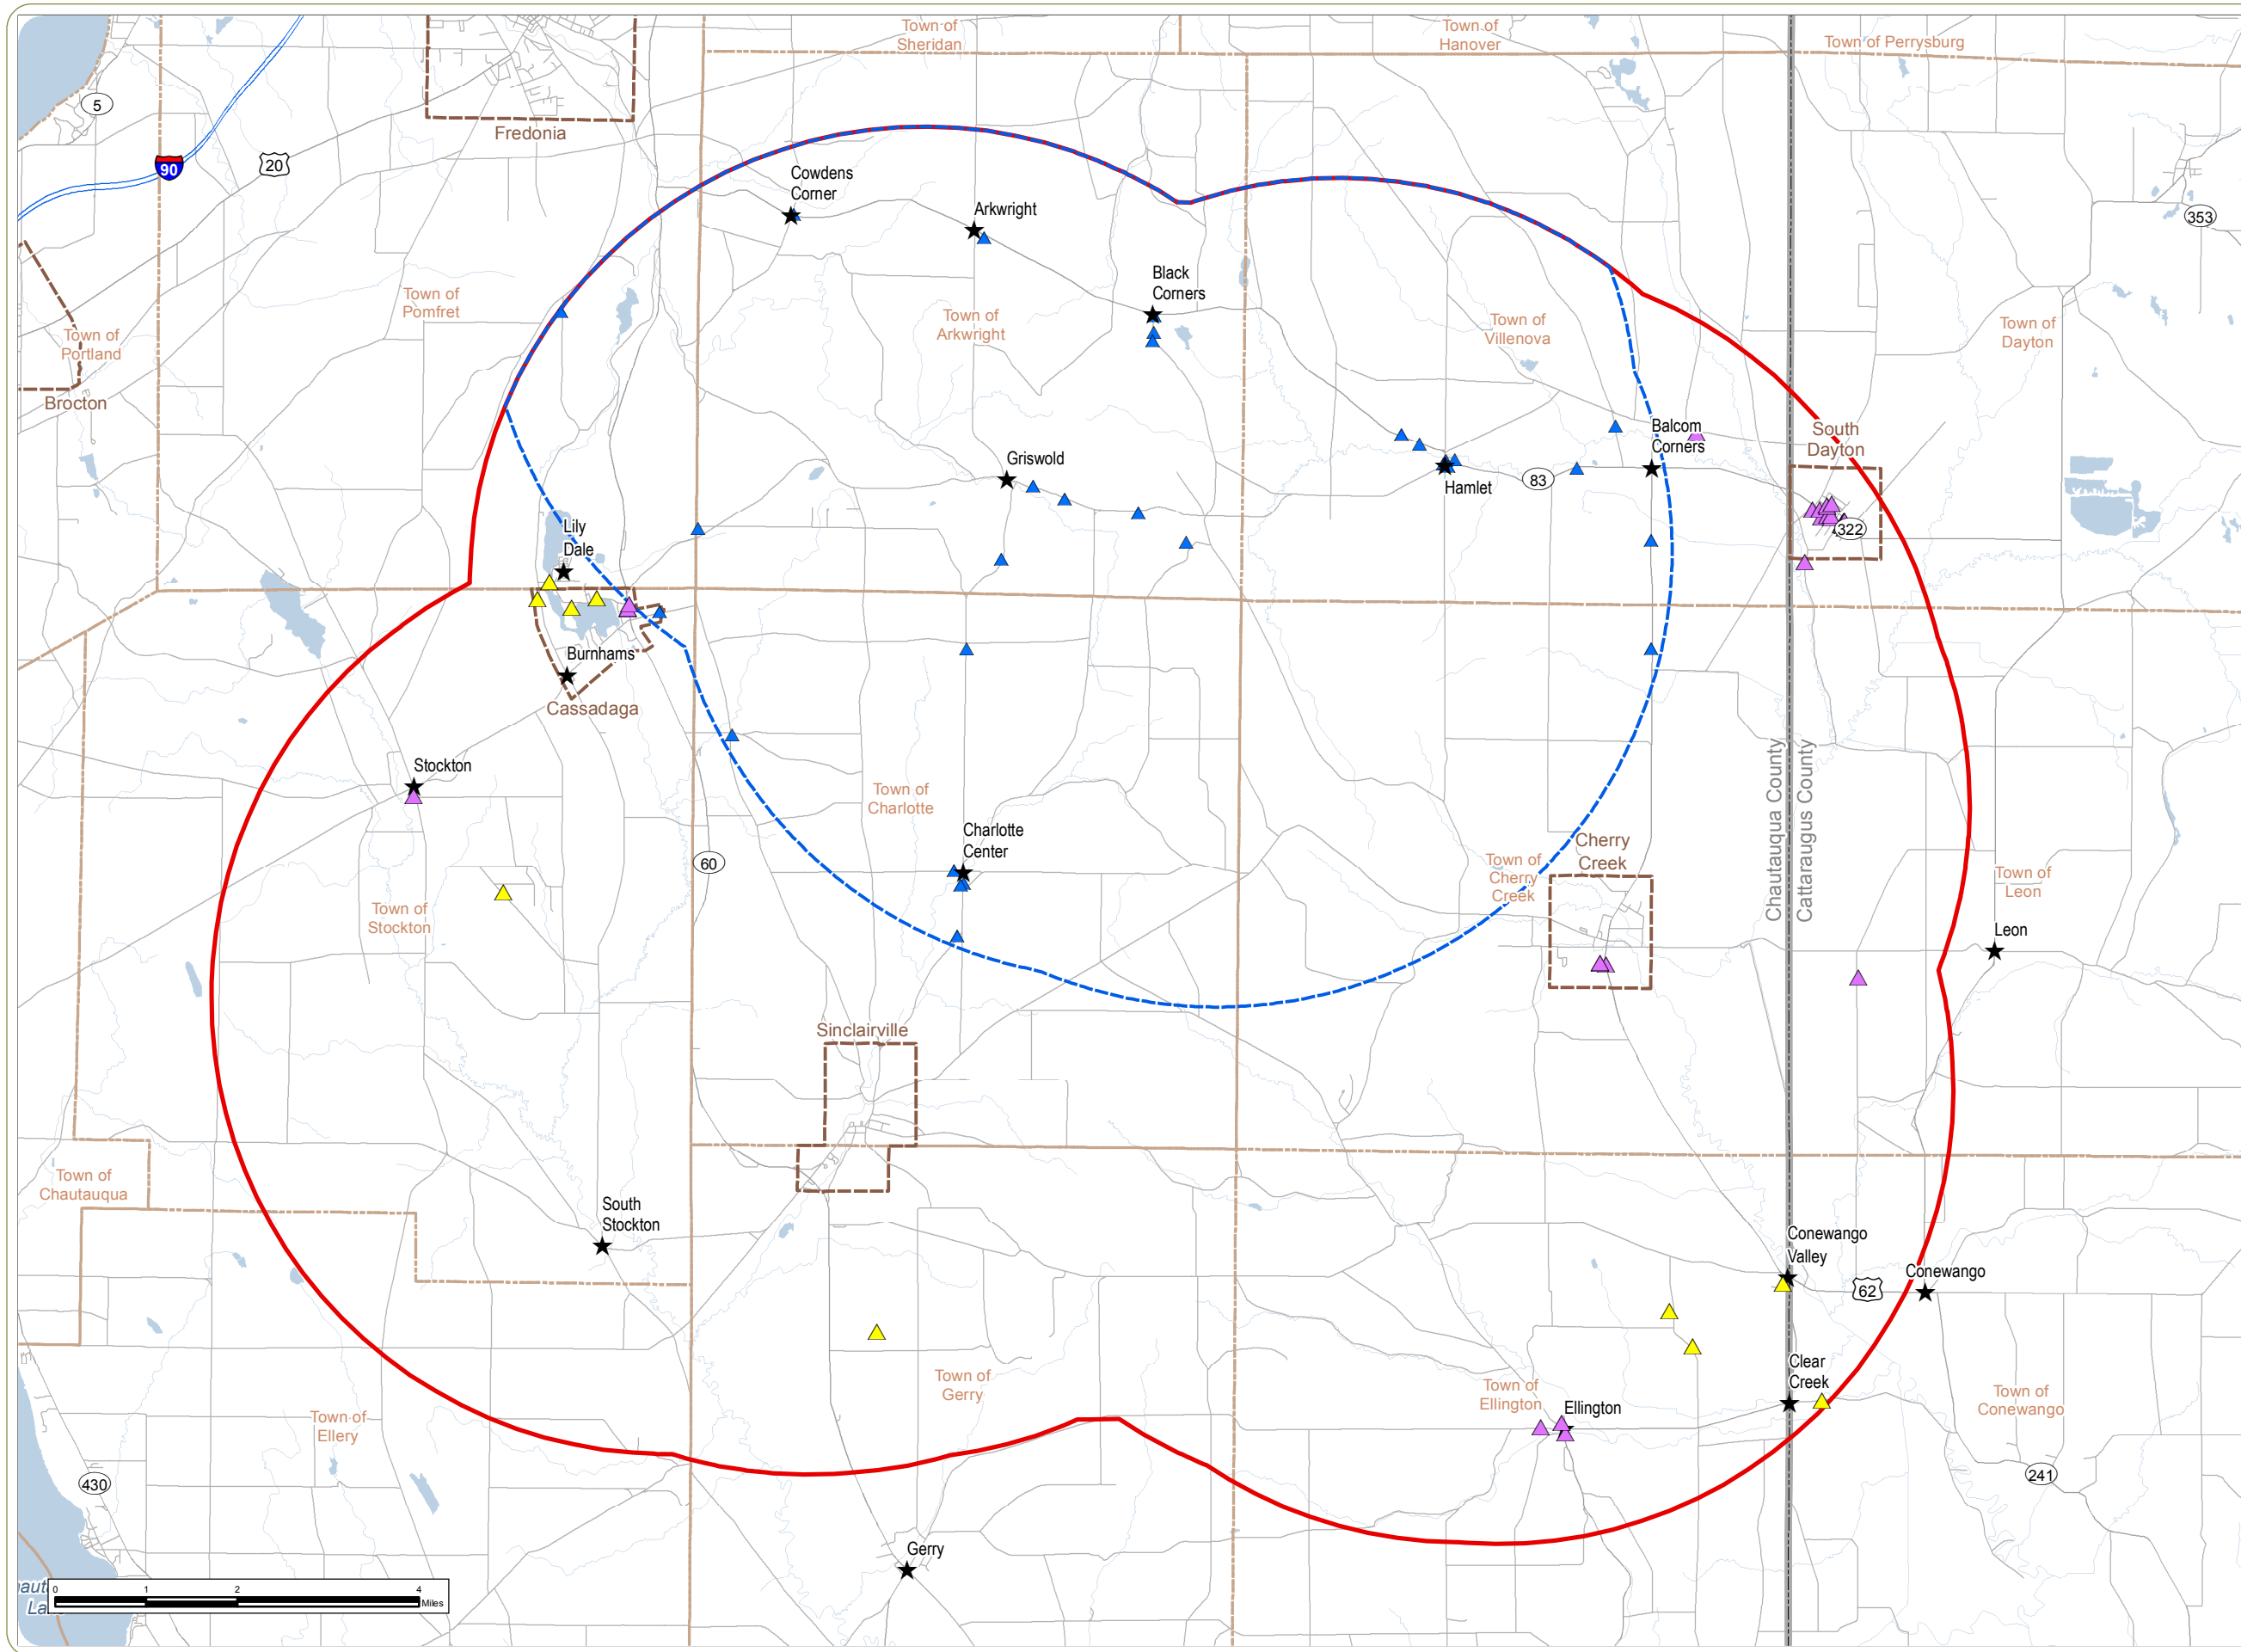 Town of
Sheridan
Town of
Hanover
Town of Perrysburg
5
Fredonia
90
20
Cowdens
Corner
Arkwright
353
Black
Corners
Town of
Pomfret
Town of
Arkwright
Town of
Villenova
Town of
Dayton
Town of
Portland
Brocton
Balcom
Corners
South
Dayton
Griswold
Hamlet
83
322
Lily
Dale
Burnhams
Cassadaga
Stockton
Town of
Charlotte
Chautauqua County
Cattaraugus County
Charlotte
Center
60
Cherry
Creek
Town of
Cherry
Creek
Town of
Leon
Town of
Stockton
Leon
Sinclairville
Town of
Chautauqua
South
Stockton
Conewango
Valley
62
Conewango
Clear
Creek
Town of
Gerry
Town of
Ellington
Ellington
Town of
Conewango
Town of
Ellery
430
241
Gerry
0 1 2 4
Miles